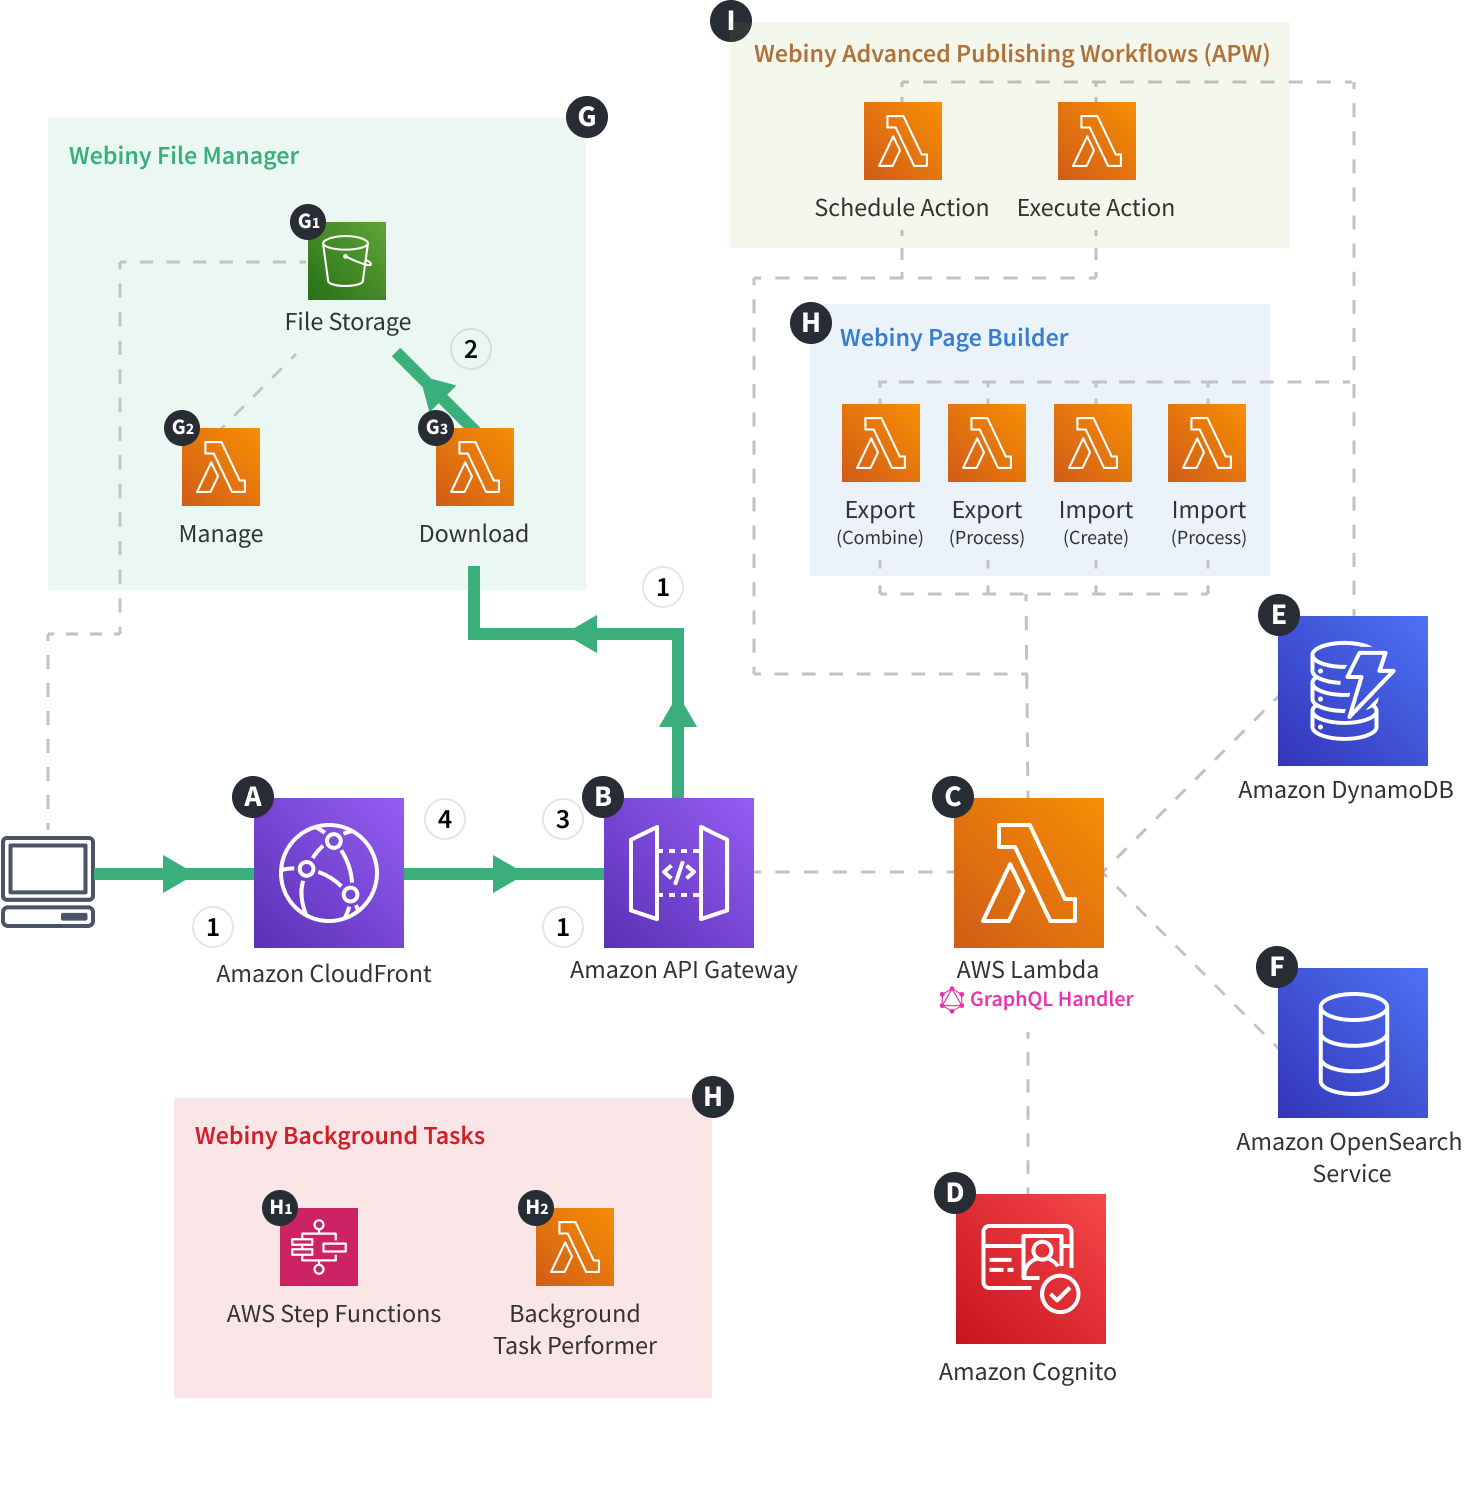 I
Webiny Advanced Publishing Workflows (APW)
Schedule Action
Execute Action
G
Webiny File Manager
G1
File Storage
2
G2
Manage
G3
Download
H
Webiny Page Builder
Export
(Combine)
Export
(Process)
Import
(Create)
Import
(Process)
1
E
Amazon DynamoDB
A
4
3
B
C
1
Amazon CloudFront
1
</>
Amazon API Gateway
AWS Lambda
GraphQL Handler
F
Amazon OpenSearch
Service
H
Webiny Background Tasks
H1
AWS Step Functions
H2
Background
Task Performer
D
Amazon Cognito